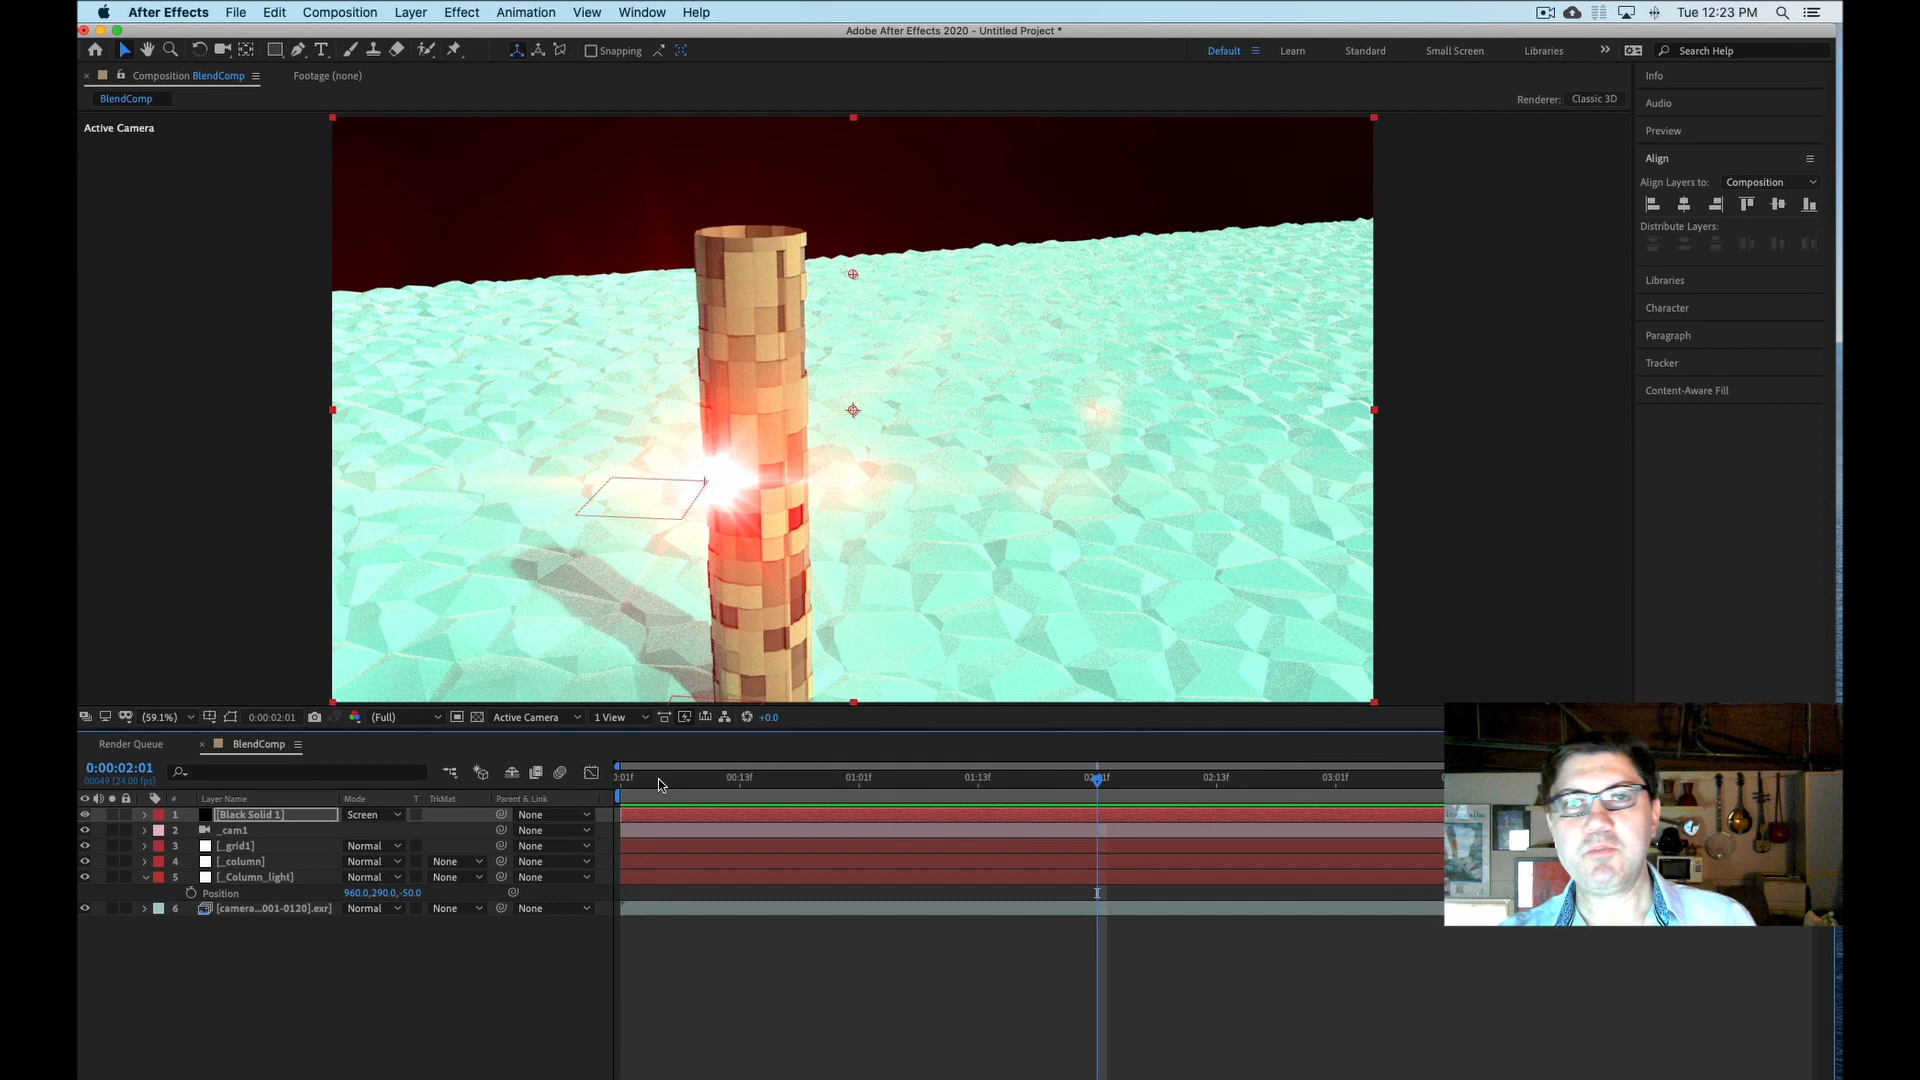 After Effects File Edit Composition Layer Effect Animation View Window Help Tue 12:23 PM
Adobe After Effects 2020 - Untitled Project *
Snapping Default Learn Standard Small Screen Libraries Search Help
Composition BlendComp Footage (none)
BlendComp
Renderer: Classic 3D
Active Camera
Info
Audio
Preview
Align
Align Layers to: Composition
Distribute Layers:
Libraries
Character
Paragraph
Tracker
Content-Aware Fill
(59.1%) 0:00:02:01 (Full) Active Camera 1 View +0.0
Render Queue BlendComp
0:00:02:01
00049 (24.00 fps)
0:01f 00:13f 01:01f 01:13f 02:01f 02:13f 03:01f
# Layer Name Mode T TrkMat Parent & Link
1 [Black Solid 1] Screen None
2 _cam1 None
3 [_grid1] Normal None
4 [_column] Normal None None
5 [_Column_light] Normal None None
Position 960.0,290.0,-50.0
6 [camera...001-0120].exr] Normal None None